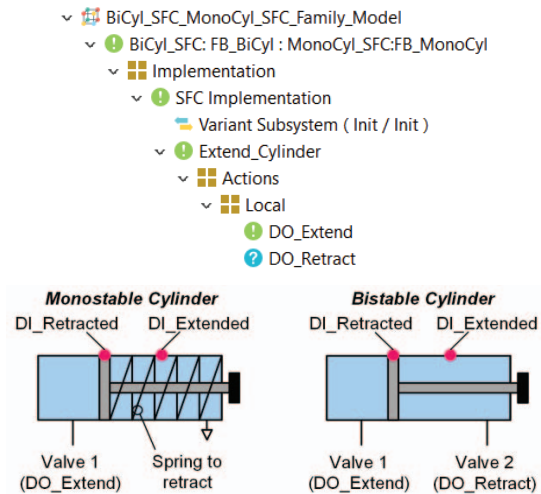 BiCyl_SFC_MonoCyl_SFC_Family_Model
BiCyl_SFC: FB_BiCyl : MonoCyl_SFC:FB_MonoCyl
Implementation
SFC Implementation
Variant Subsystem ( Init / Init )
Extend_Cylinder
Actions
Local
DO_Extend
DO_Retract
Monostable Cylinder
DI_Retracted DI_Extended
Valve 1
(DO_Extend)
Spring to
retract
Bistable Cylinder
DI_Retracted DI_Extended
Valve 1
(DO_Extend)
Valve 2
(DO_Retract)